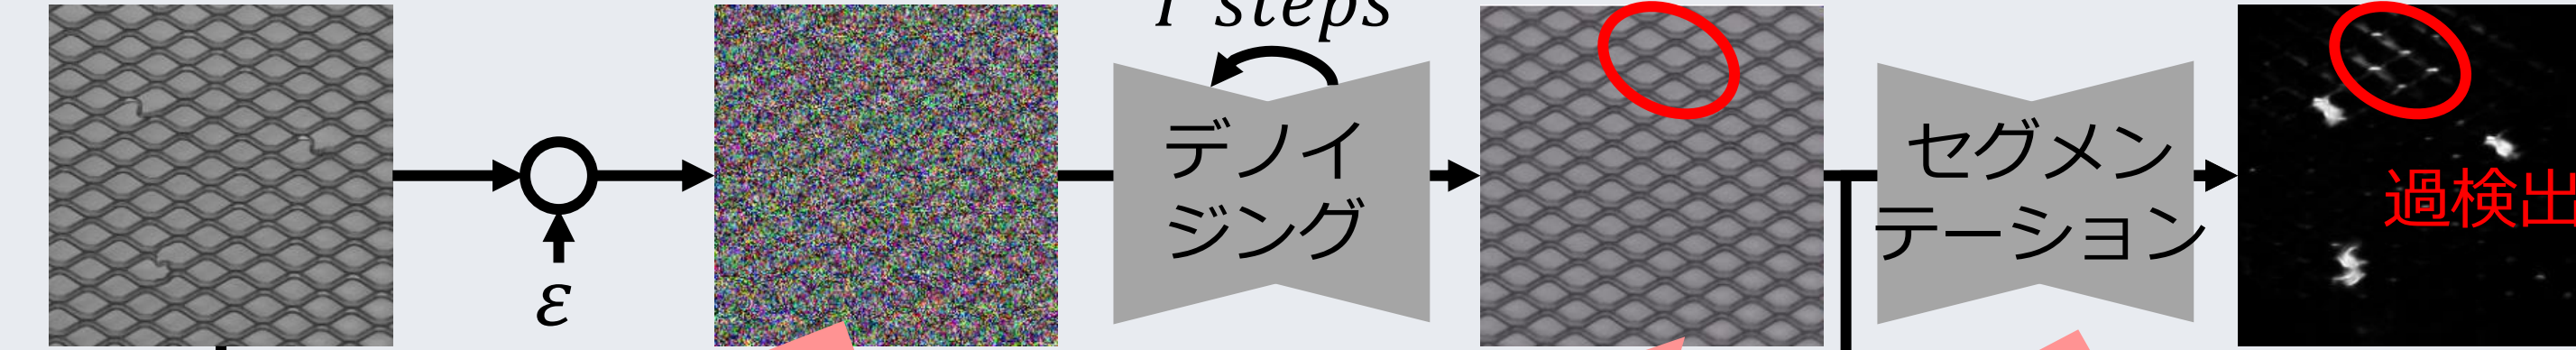 T steps
ε
デノイ
ジング
セグメン
テーション
過検出